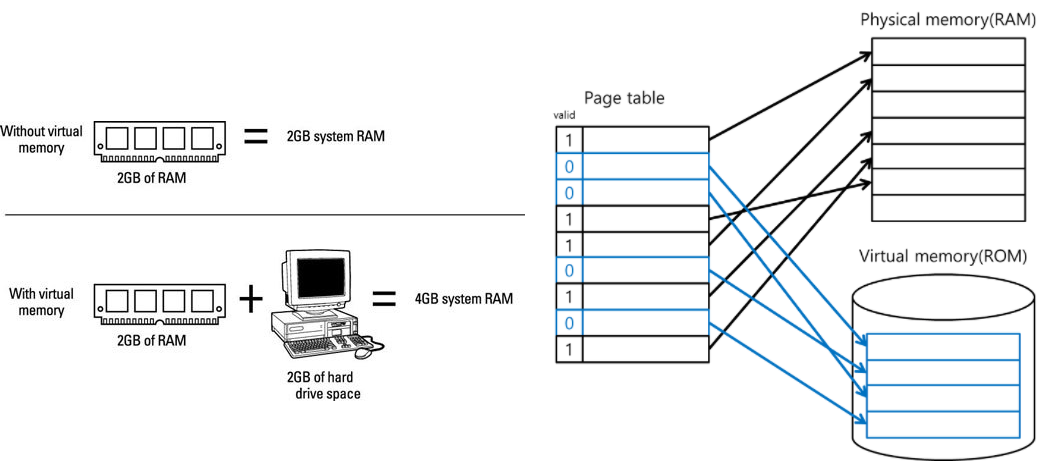 Without virtual
memory
2GB system RAM
2GB of RAM
With virtual
memory
4GB system RAM
2GB of RAM
2GB of hard
drive space
Physical memory(RAM)
Page table
valid
1
0
0
1
1
0
1
0
1
Virtual memory(ROM)